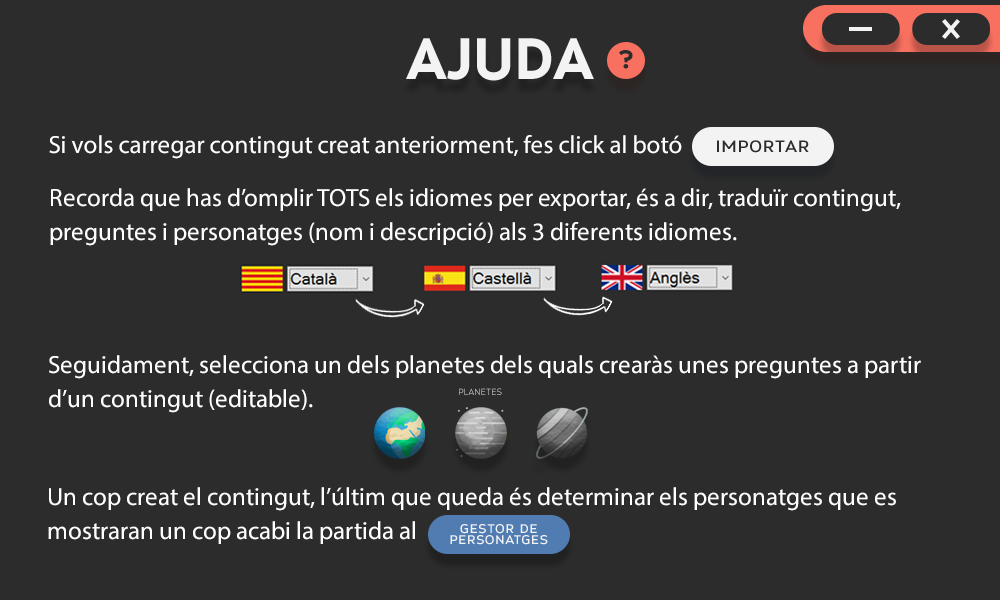 AJUDA ?
Si vols carregar contingut creat anteriorment, fes click al botó IMPORTAR
Recorda que has d’omplir TOTS els idiomes per exportar, és a dir, traduïr contingut,
preguntes i personatges (nom i descripció) als 3 diferents idiomes.
Català Castellà Anglès
Seguidament, selecciona un dels planetes dels quals crearàs unes preguntes a partir
d’un contingut (editable).
PLANETES
Un cop creat el contingut, l’últim que queda és determinar els personatges que es
mostraran un cop acabi la partida al
GESTOR DE
PERSONATGES